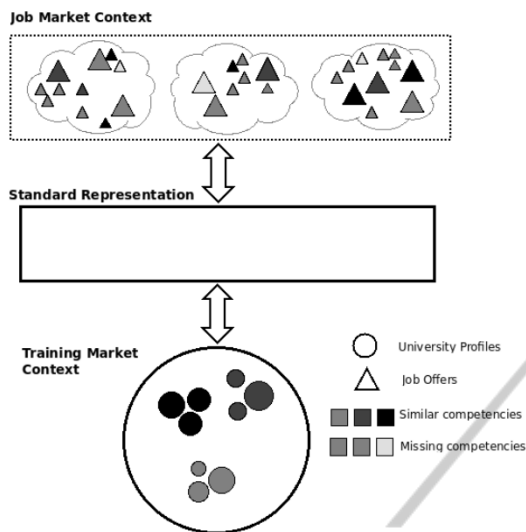 Job Market Context
Standard Representation
Training Market
Context
University Profiles
Job Offers
Similar competencies
Missing competencies